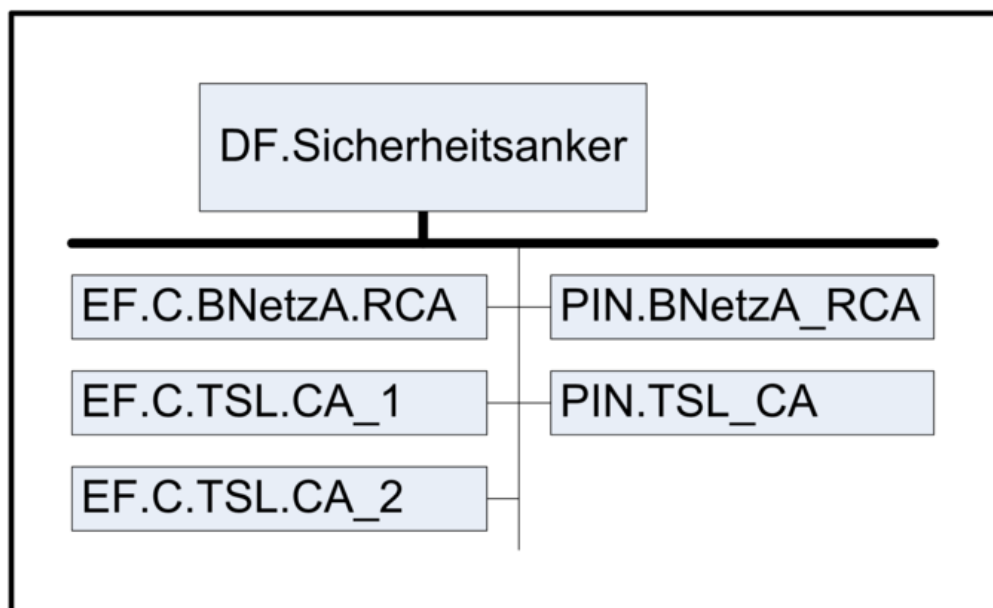 DF.Sicherheitsanker
EF.C.BNetzA.RCA
PIN.BNetzA_RCA
EF.C.TSL.CA_1
PIN.TSL_CA
EF.C.TSL.CA_2